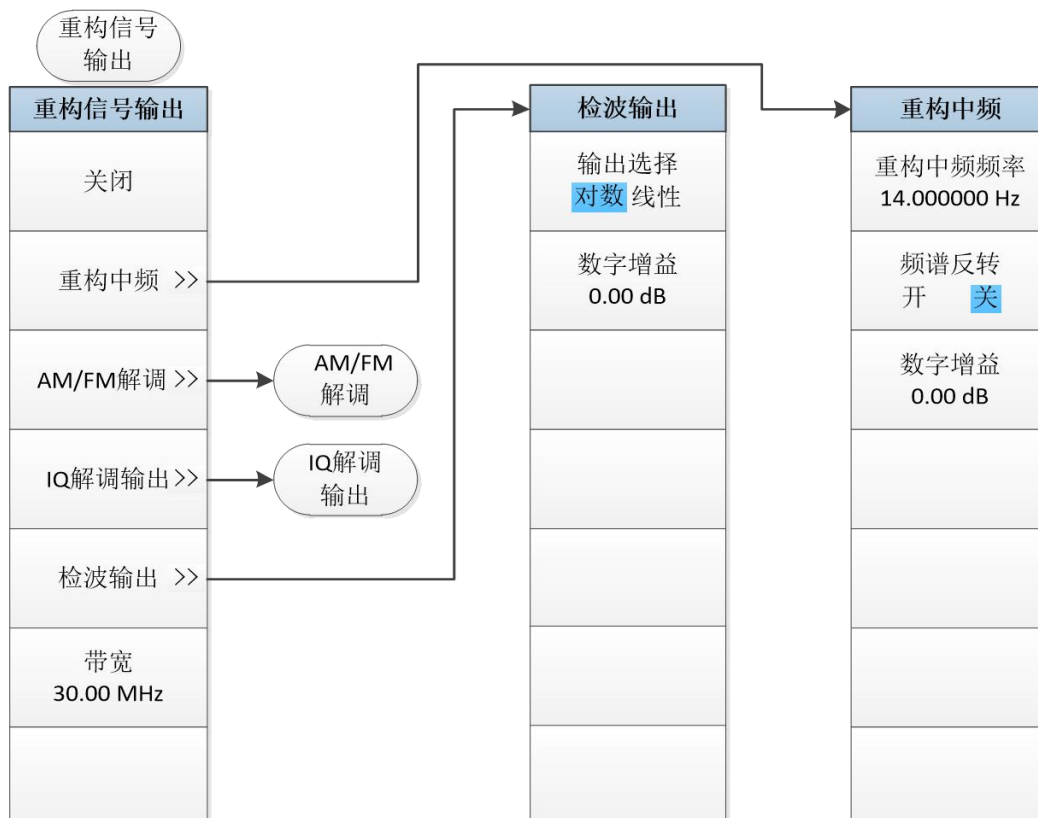 重构信号
输出
重构信号输出
关闭
重构中频 >>
AM/FM解调 >>
IQ解调输出 >>
检波输出 >>
带宽
30.00 MHz
AM/FM
解调
IQ解调
输出
检波输出
输出选择
对数 线性
数字增益
0.00 dB
重构中频
重构中频频率
14.000000 Hz
频谱反转
开 关
数字增益
0.00 dB